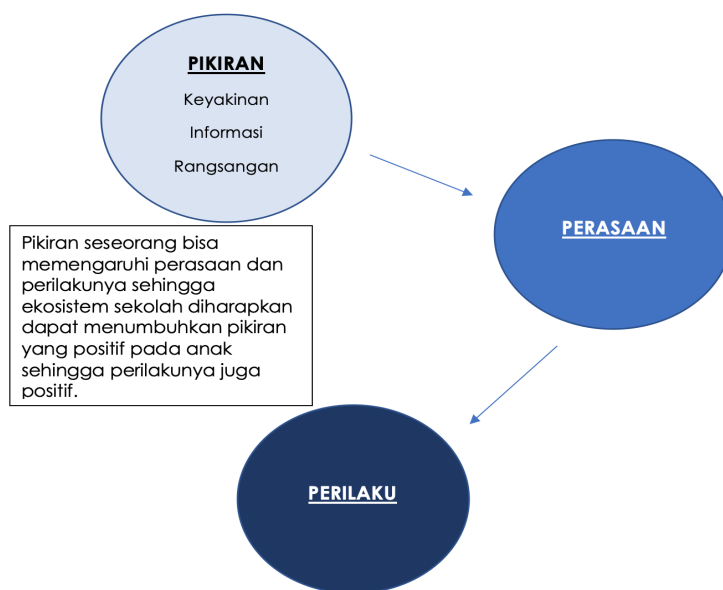 PIKIRAN
Keyakinan
Informasi
Rangsangan
PERASAAN
Pikiran seseorang bisa
memengaruhi perasaan dan
perilakunya sehingga
ekosistem sekolah diharapkan
dapat menumbuhkan pikiran
yang positif pada anak
sehingga perilakunya juga
positif.
PERILAKU